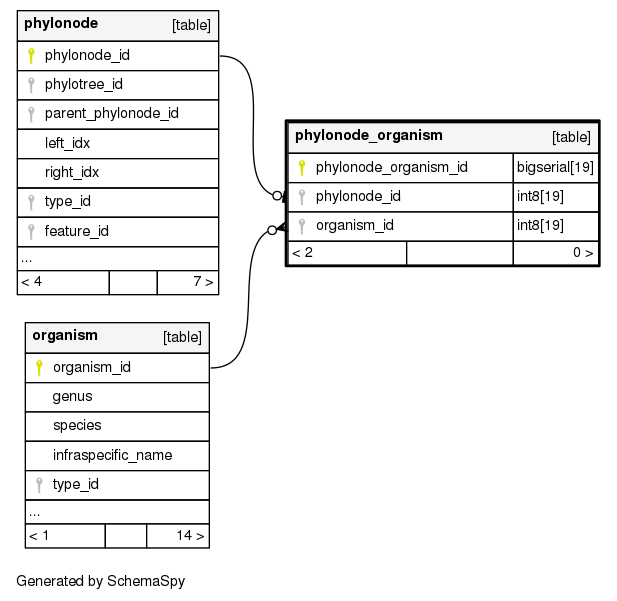 phylonode [table]
phylonode_id
phylotree_id
parent_phylonode_id
left_idx
right_idx
type_id
feature_id
...
< 4 7 >
phylonode_organism [table]
phylonode_organism_id bigserial[19]
phylonode_id int8[19]
organism_id int8[19]
< 2 0 >
organism [table]
organism_id
genus
species
infraspecific_name
type_id
...
< 1 14 >
Generated by SchemaSpy